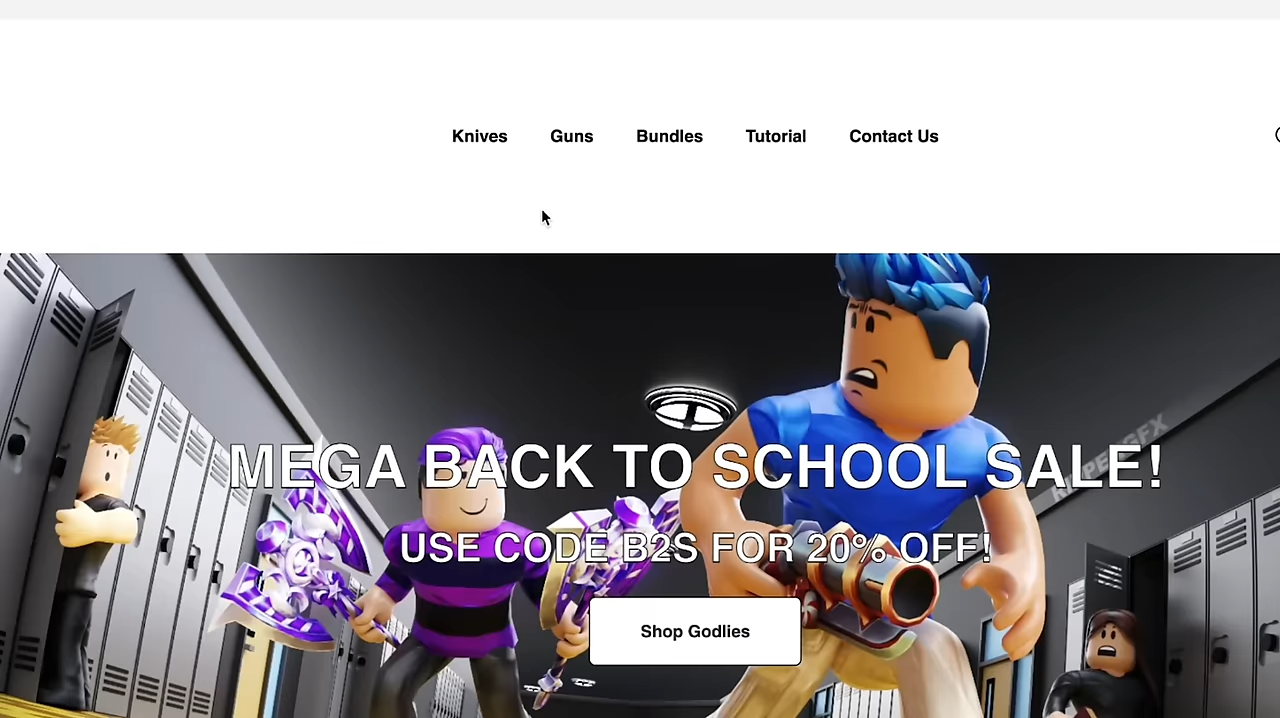 Knives Guns Bundles Tutorial Contact Us
MEGA BACK TO SCHOOL SALE!
USE CODE B2S FOR 20% OFF!
Shop Godlies